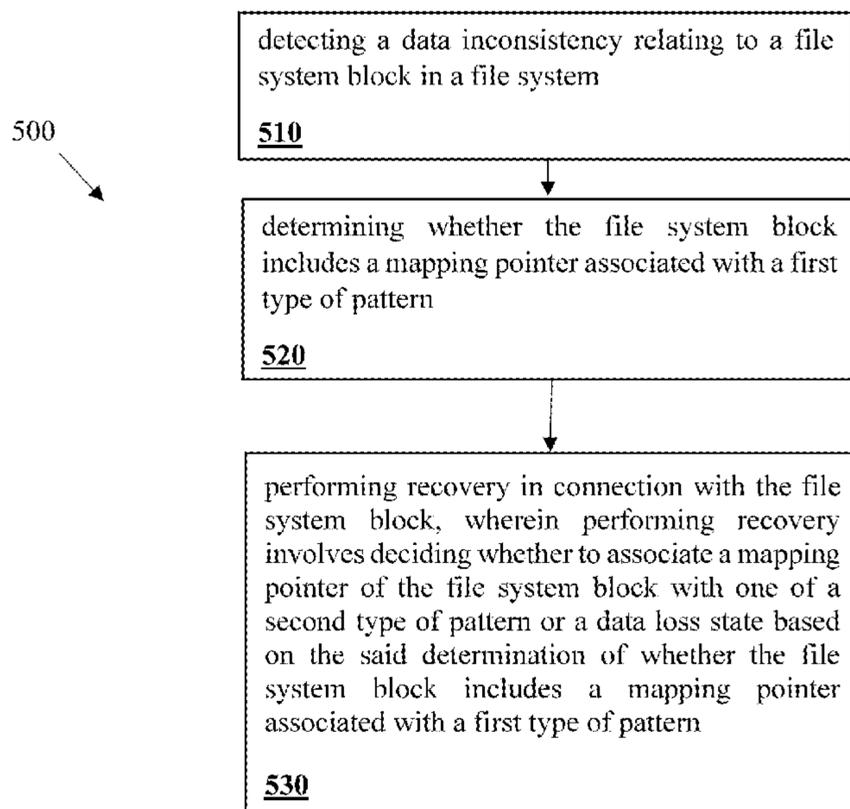 detecting a data inconsistency relating to a file
system block in a file system
510
500
determining whether the file system block
includes a mapping pointer associated with a first
type of pattern
520
performing recovery in connection with the file
system block, wherein performing recovery
involves deciding whether to associate a mapping
pointer of the file system block with one of a
second type of pattern or a data loss state based
on the said determination of whether the file
system block includes a mapping pointer
associated with a first type of pattern
530